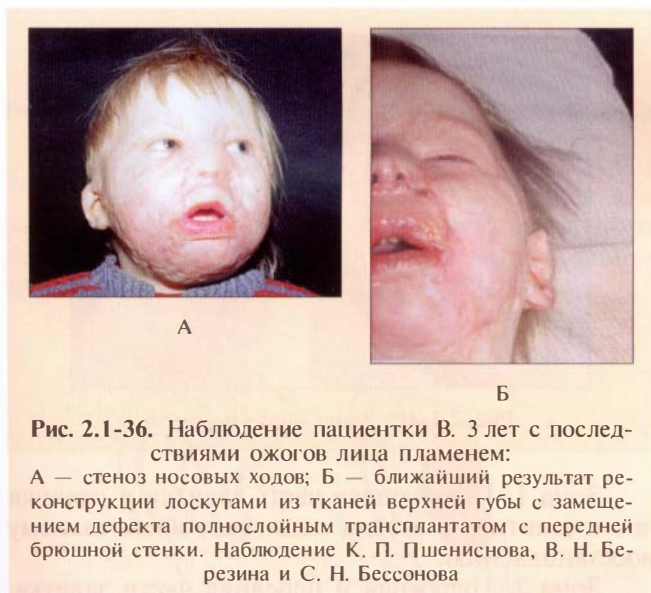 А
Б
Рис. 2.1-36. Наблюдение пациентки В. 3 лет с послед-
ствиями ожогов лица пламенем:
А — стеноз носовых ходов; Б — ближайший результат ре-
конструкции лоскутами из тканей верхней губы с замеще-
нием дефекта полнослойным трансплантатом с передней
брюшной стенки. Наблюдение К. П. Пшениснова, В. Н. Бе-
резина и С. Н. Бессонова